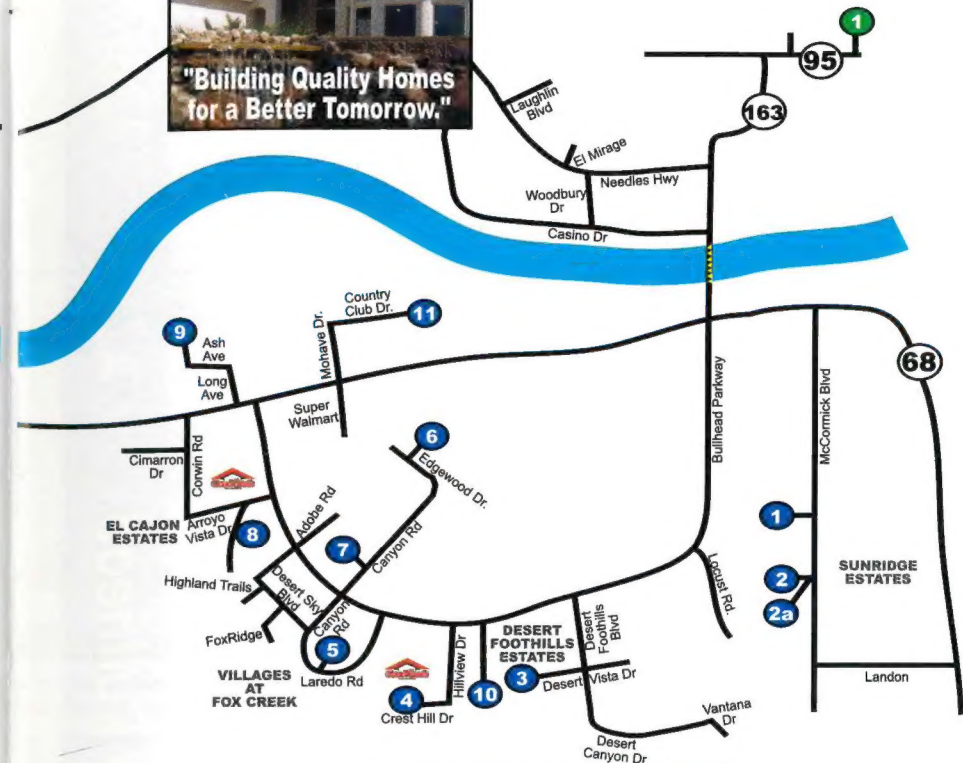 "Building Quality Homes
for a Better Tomorrow."
1
95
163
Laughlin
Blvd
El Mirage
Woodbury
Dr
Needles Hwy
Casino Dr
Country
Club Dr.
11
9
Ash
Ave
Mohave Dr.
Long
Ave
68
Super
Walmart
Bullhead Parkway
McCormick Blvd
6
Cimarron
Dr
Corwin Rd
Edgewood Dr.
EL CAJON
ESTATES
Arroyo
Vista Dr
8
Adobe Rd
7
Canyon Rd
1
Highland Trails
Desert Sky
Blvd
Canyon
Rd
Locust Rd.
SUNRIDGE
ESTATES
2
2a
FoxRidge
5
VILLAGES
AT
FOX CREEK
Laredo Rd
Hillview Dr
DESERT
FOOTHILLS
ESTATES
Desert
Foothills
Blvd
4
10
3
Desert Vista Dr
Landon
Crest Hill Dr
Vantana
Dr
Desert
Canyon Dr